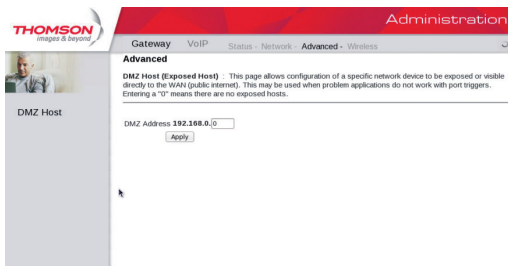 Administration
THOMSON
images & beyond
Gateway VoIP Status - Network - Advanced - Wireless
Advanced
DMZ Host (Exposed Host) : This page allows configuration of a specific network device to be exposed or visible
directly to the WAN (public internet). This may be used when problem applications do not work with port triggers.
Entering a "0" means there are no exposed hosts.
DMZ Host
DMZ Address 192.168.0. 0
Apply